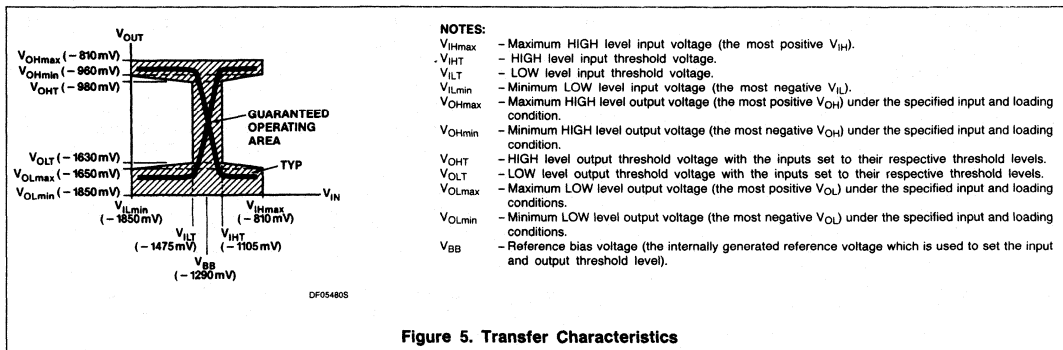 VOUT
VOHmax (−810mV)
VOHmin (−960mV)
VOHT (−980mV)
GUARANTEED
OPERATING
AREA
VOLT (−1630mV)
TYP
VOLmax (−1650mV)
VOLmin (−1850mV)
VIN
VILmin
(−1850mV)
VIHmax
(−810mV)
VILT
(−1475mV)
VIHT
(−1105mV)
VBB
(−1290mV)
DF05480S
NOTES:
VIHmax – Maximum HIGH level input voltage (the most positive VIH).
VIHT – HIGH level input threshold voltage.
VILT – LOW level input threshold voltage.
VILmin – Minimum LOW level input voltage (the most negative VIL).
VOHmax – Maximum HIGH level output voltage (the most positive VOH) under the specified input and loading
condition.
VOHmin – Minimum HIGH level output voltage (the most negative VOH) under the specified input and loading
condition.
VOHT – HIGH level output threshold voltage with the inputs set to their respective threshold levels.
VOLT – LOW level output threshold voltage with the inputs set to their respective threshold levels.
VOLmax – Maximum LOW level output voltage (the most positive VOL) under the specified input and loading
conditions.
VOLmin – Minimum LOW level output voltage (the most negative VOL) under the specified input and loading
conditions.
VBB – Reference bias voltage (the internally generated reference voltage which is used to set the input
and output threshold level).
Figure 5. Transfer Characteristics